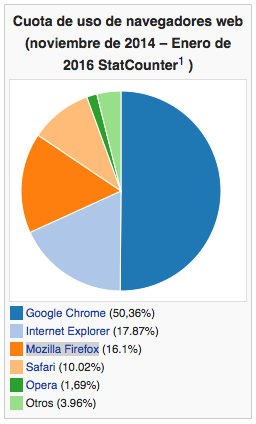 Cuota de uso de navegadores web
(noviembre de 2014 – Enero de
2016 StatCounter1 )
Google Chrome (50,36%)
Internet Explorer (17.87%)
Mozilla Firefox (16.1%)
Safari (10.02%)
Opera (1,69%)
Otros (3.96%)